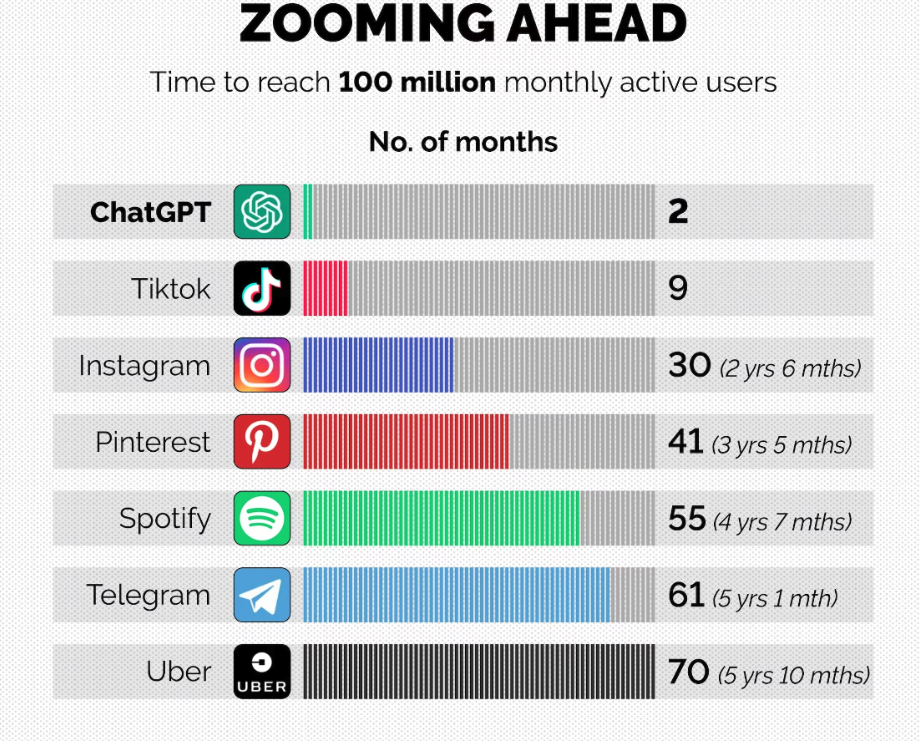 ZOOMING AHEAD
Time to reach 100 million monthly active users
No. of months
ChatGPT 2
Tiktok 9
Instagram 30 (2 yrs 6 mths)
Pinterest 41 (3 yrs 5 mths)
Spotify 55 (4 yrs 7 mths)
Telegram 61 (5 yrs 1 mth)
Uber UBER 70 (5 yrs 10 mths)